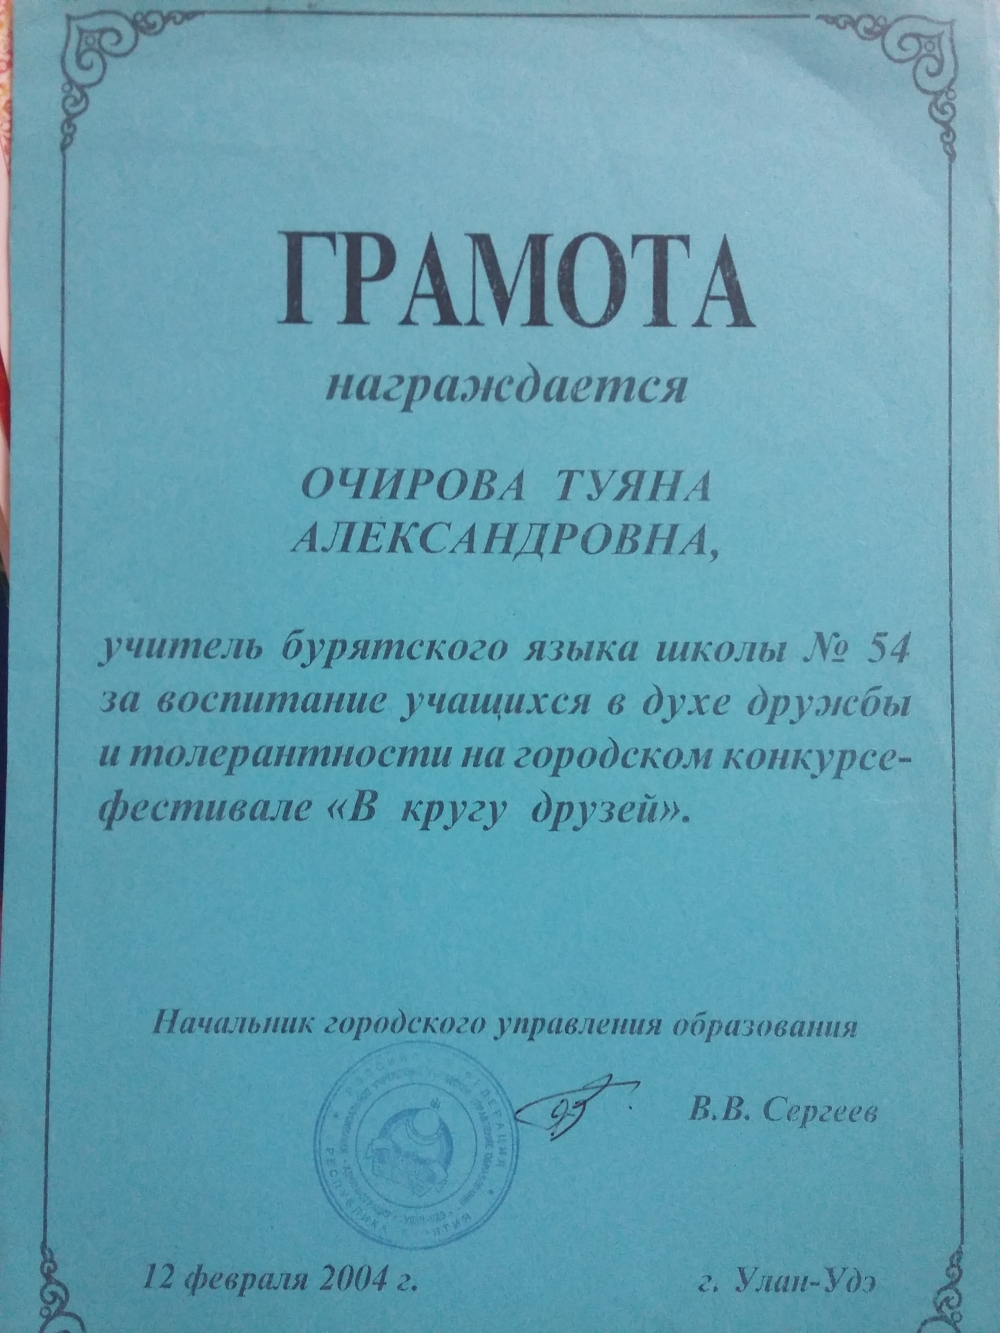 ГРАМОТА
награждается
ОЧИРОВА ТУЯНА
АЛЕКСАНДРОВНА,
учитель бурятского языка школы № 54
за воспитание учащихся в духе дружбы
и толерантности на городском конкурсе-
фестивале «В кругу друзей».
Начальник городского управления образования
В.В. Сергеев
12 февраля 2004 г.
г. Улан-Удэ